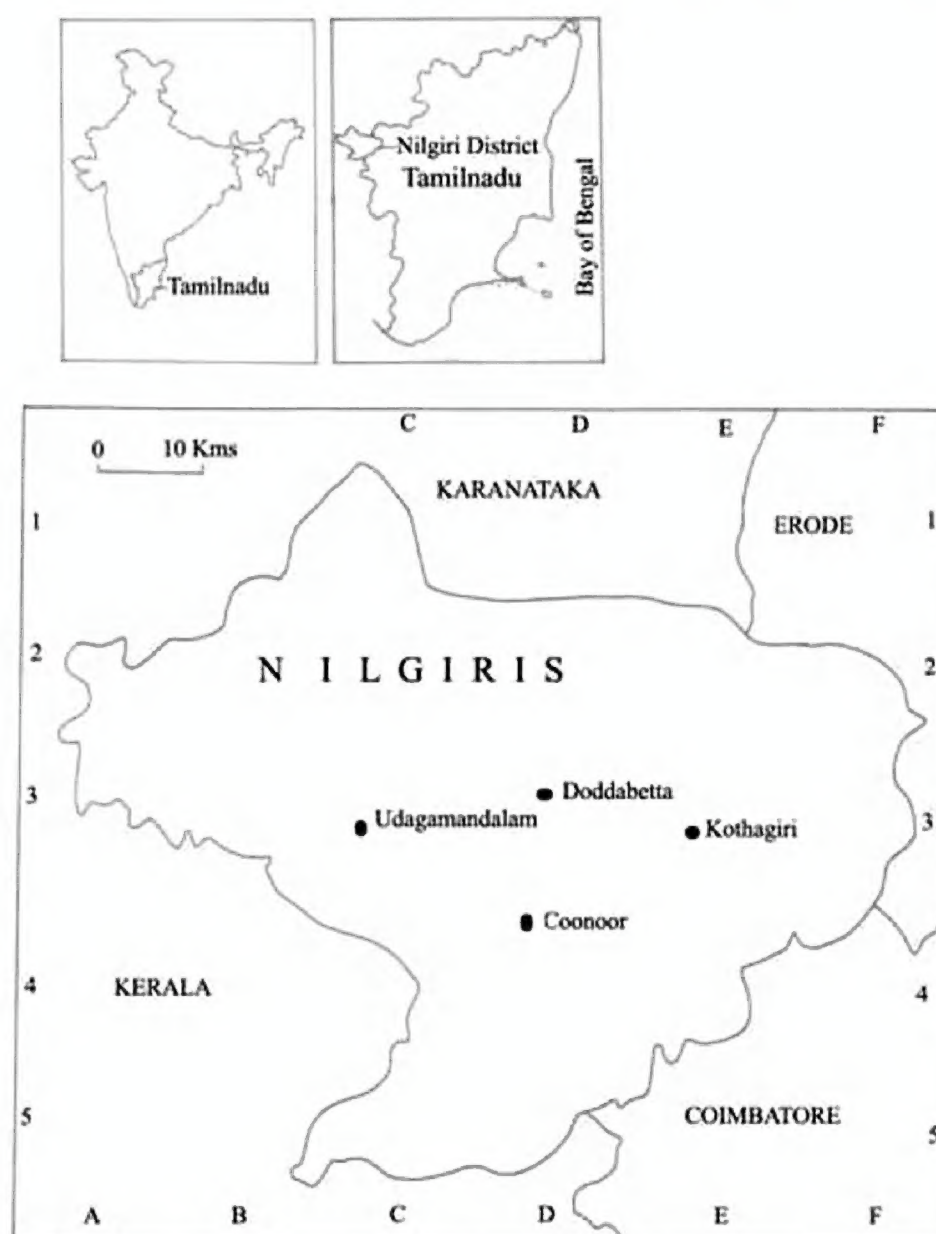 Tamilnadu
Nilgiri District
Tamilnadu
Bay of Bengal
C D E F
0 10 Kms
KARANATAKA
1 ERODE 1
2 NILGIRIS 2
3 Doddabetta
Udagamandalam Kothagiri 3
Coonoor
4 KERALA 4
5 COIMBATORE 5
A B C D E F